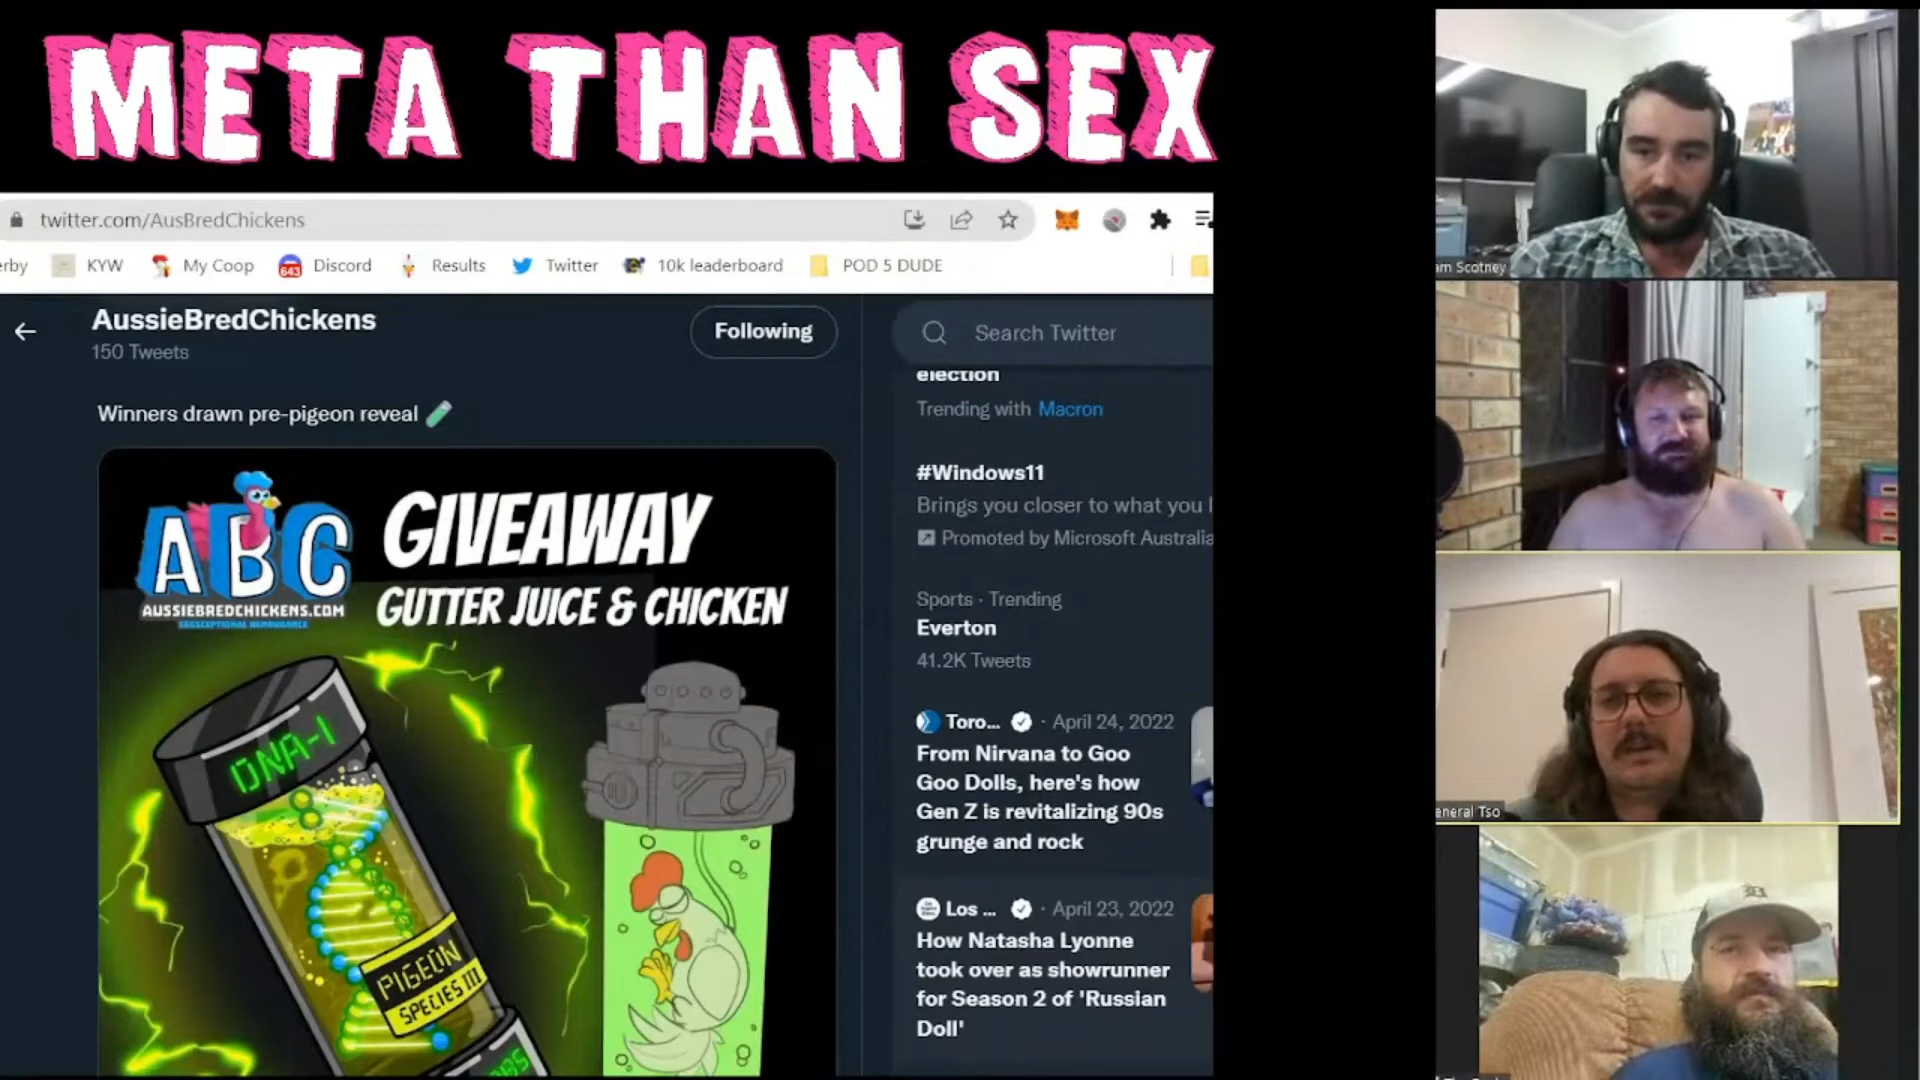 META THAN SEX
twitter.com/AusBredChickens
erby KYW My Coop Discord Results Twitter 10k leaderboard POD 5 DUDE
643
AussieBredChickens
150 Tweets
Following
Winners drawn pre-pigeon reveal
ABC
AUSSIEBREDCHICKENS.COM
GIVEAWAY
GUTTER JUICE & CHICKEN
DNA-1
PIGEON
SPECIES III
Search Twitter
election
Trending with Macron
#Windows11
Brings you closer to what you l
Promoted by Microsoft Australia
Sports · Trending
Everton
41.2K Tweets
Toro... · April 24, 2022
From Nirvana to Goo
Goo Dolls, here's how
Gen Z is revitalizing 90s
grunge and rock
Los ... · April 23, 2022
How Natasha Lyonne
took over as showrunner
for Season 2 of 'Russian
Doll'
am Scotney
eneral Tso